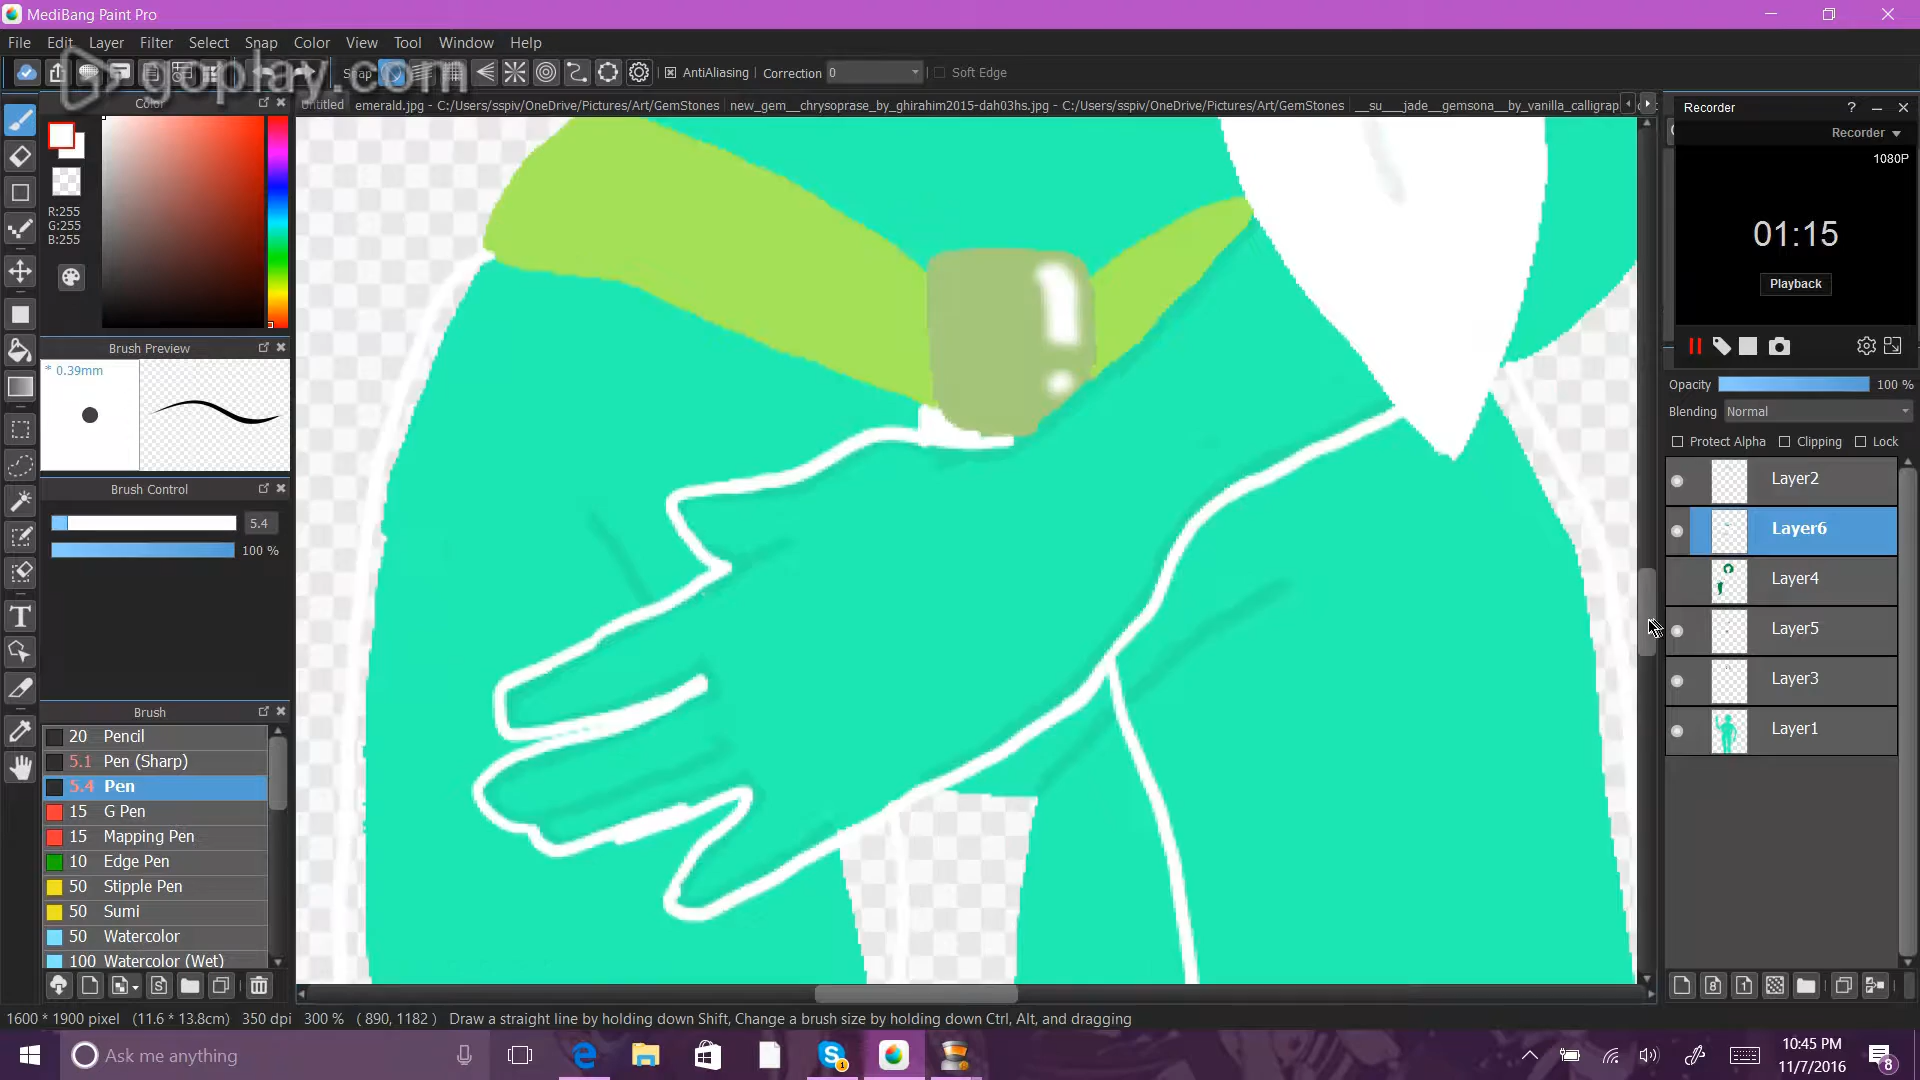 MediBang Paint Pro
File Edit Layer Filter Select Snap Color View Tool Window Help
goplay.com
Snap AntiAliasing Correction 0 Soft Edge
Color
Untitled emerald.jpg - C:/Users/sspiv/OneDrive/Pictures/Art/GemStones new_gem__chrysoprase_by_ghirahim2015-dah03hs.jpg - C:/Users/sspiv/OneDrive/Pictures/Art/GemStones __su___jade__gemsona__by_vanilla_calligrap
Recorder
Recorder
1080P
01:15
Playback
R:255
G:255
B:255
Brush Preview
* 0.39mm
Brush Control
5.4
100 %
Opacity 100 %
Blending Normal
Protect Alpha Clipping Lock
Layer2
Layer6
Layer4
Layer5
Layer3
Layer1
Brush
20 Pencil
5.1 Pen (Sharp)
5.4 Pen
15 G Pen
15 Mapping Pen
10 Edge Pen
50 Stipple Pen
50 Sumi
50 Watercolor
100 Watercolor (Wet)
1600 * 1900 pixel (11.6 * 13.8cm) 350 dpi 300 % ( 890, 1182 ) Draw a straight line by holding down Shift, Change a brush size by holding down Ctrl, Alt, and dragging
Ask me anything
10:45 PM
11/7/2016
8